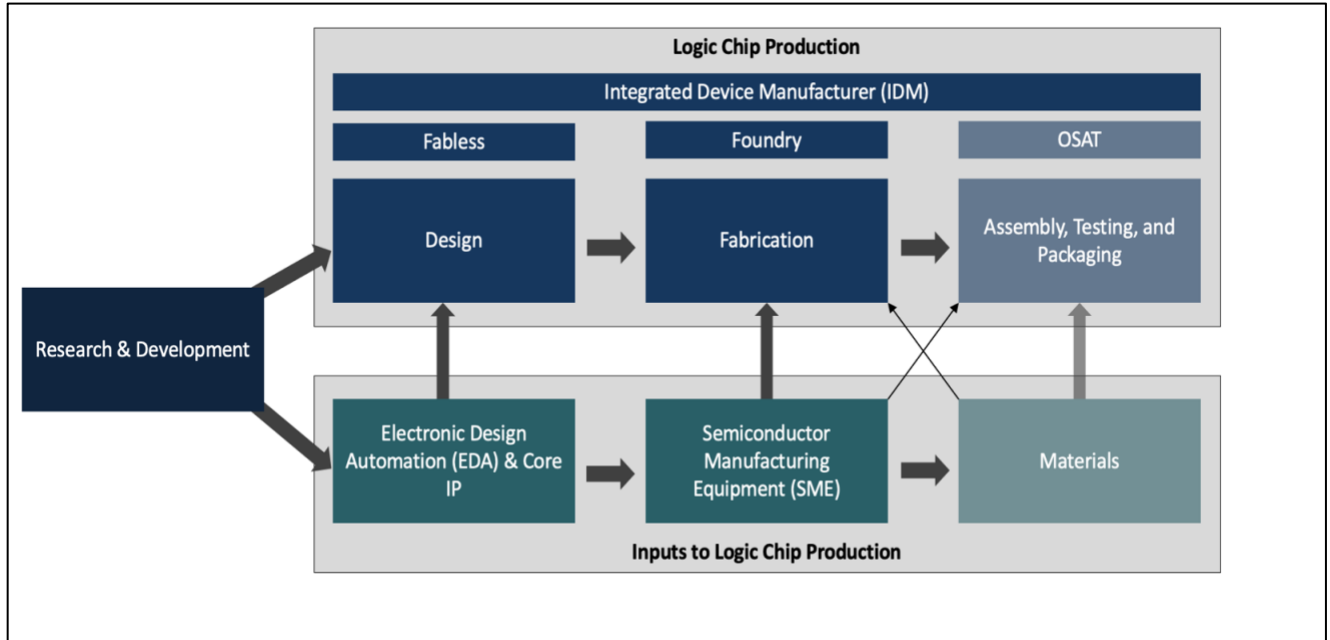 Logic Chip Production
Integrated Device Manufacturer (IDM)
Fabless
Foundry
OSAT
Design
Fabrication
Assembly, Testing, and
Packaging
Research & Development
Electronic Design
Automation (EDA) & Core
IP
Semiconductor
Manufacturing
Equipment (SME)
Materials
Inputs to Logic Chip Production